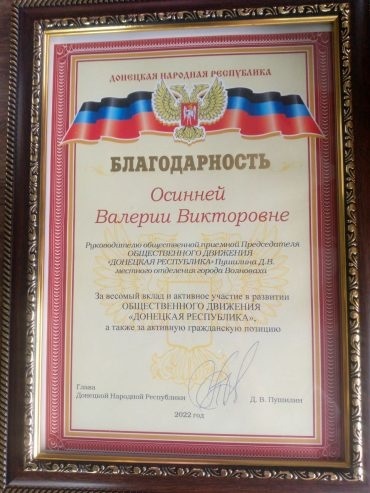 ДОНЕЦКАЯ НАРОДНАЯ РЕСПУБЛИКА
БЛАГОДАРНОСТЬ
Осинней
Валерии Викторовне
Руководителю общественной приемной Председателя
ОБЩЕСТВЕННОГО ДВИЖЕНИЯ
«ДОНЕЦКАЯ РЕСПУБЛИКА» Пушилина Д.В.
местного отделения города Волноваха
За весомый вклад и активное участие в развитии
ОБЩЕСТВЕННОГО ДВИЖЕНИЯ
«ДОНЕЦКАЯ РЕСПУБЛИКА»,
а также за активную гражданскую позицию
Глава
Донецкой Народной Республики
Д. В. Пушилин
2022 год